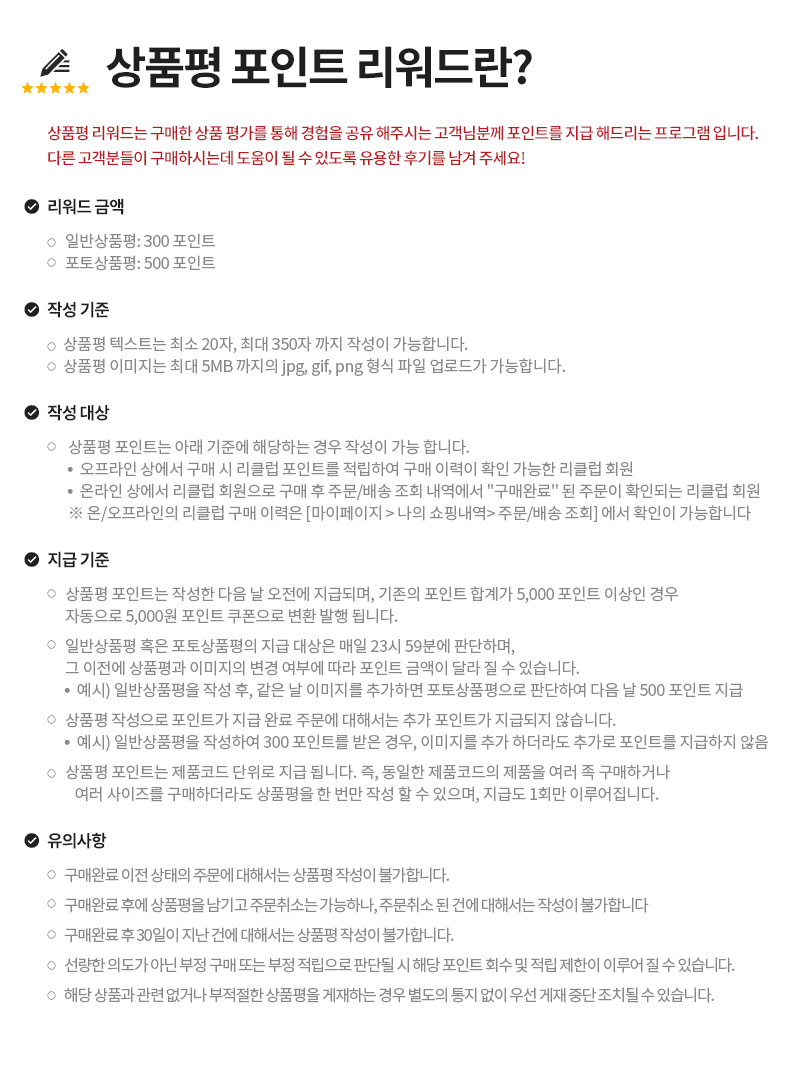 상품평 포인트 리워드란?
상품평 리워드는 구매한 상품 평가를 통해 경험을 공유 해주시는 고객님분께 포인트를 지급 해드리는 프로그램 입니다.
다른 고객분들이 구매하시는데 도움이 될 수 있도록 유용한 후기를 남겨 주세요!
리워드 금액
○ 일반상품평: 300 포인트
○ 포토상품평: 500 포인트
작성 기준
○ 상품평 텍스트는 최소 20자, 최대 350자 까지 작성이 가능합니다.
○ 상품평 이미지는 최대 5MB 까지의 jpg, gif, png 형식 파일 업로드가 가능합니다.
작성 대상
○ 상품평 포인트는 아래 기준에 해당하는 경우 작성이 가능 합니다.
• 오프라인 상에서 구매 시 리클럽 포인트를 적립하여 구매 이력이 확인 가능한 리클럽 회원
• 온라인 상에서 리클럽 회원으로 구매 후 주문/배송 조회 내역에서 "구매완료" 된 주문이 확인되는 리클럽 회원
※ 온/오프라인의 리클럽 구매 이력은 [마이페이지 > 나의 쇼핑내역> 주문/배송 조회] 에서 확인이 가능합니다
지급 기준
○ 상품평 포인트는 작성한 다음 날 오전에 지급되며, 기존의 포인트 합계가 5,000 포인트 이상인 경우
자동으로 5,000원 포인트 쿠폰으로 변환 발행 됩니다.
○ 일반상품평 혹은 포토상품평의 지급 대상은 매일 23시 59분에 판단하며,
그 이전에 상품평과 이미지의 변경 여부에 따라 포인트 금액이 달라 질 수 있습니다.
• 예시) 일반상품평을 작성 후, 같은 날 이미지를 추가하면 포토상품평으로 판단하여 다음 날 500 포인트 지급
○ 상품평 작성으로 포인트가 지급 완료 주문에 대해서는 추가 포인트가 지급되지 않습니다.
• 예시) 일반상품평을 작성하여 300 포인트를 받은 경우, 이미지를 추가 하더라도 추가로 포인트를 지급하지 않음
○ 상품평 포인트는 제품코드 단위로 지급 됩니다. 즉, 동일한 제품코드의 제품을 여러 족 구매하거나
여러 사이즈를 구매하더라도 상품평을 한 번만 작성 할 수 있으며, 지급도 1회만 이루어집니다.
유의사항
○ 구매완료 이전 상태의 주문에 대해서는 상품평 작성이 불가합니다.
○ 구매완료 후에 상품평을 남기고 주문취소는 가능하나, 주문취소 된 건에 대해서는 작성이 불가합니다
○ 구매완료 후 30일이 지난 건에 대해서는 상품평 작성이 불가합니다.
○ 선량한 의도가 아닌 부정 구매 또는 부정 적립으로 판단될 시 해당 포인트 회수 및 적립 제한이 이루어 질 수 있습니다.
○ 해당 상품과 관련 없거나 부적절한 상품평을 게재하는 경우 별도의 통지 없이 우선 게재 중단 조치될 수 있습니다.